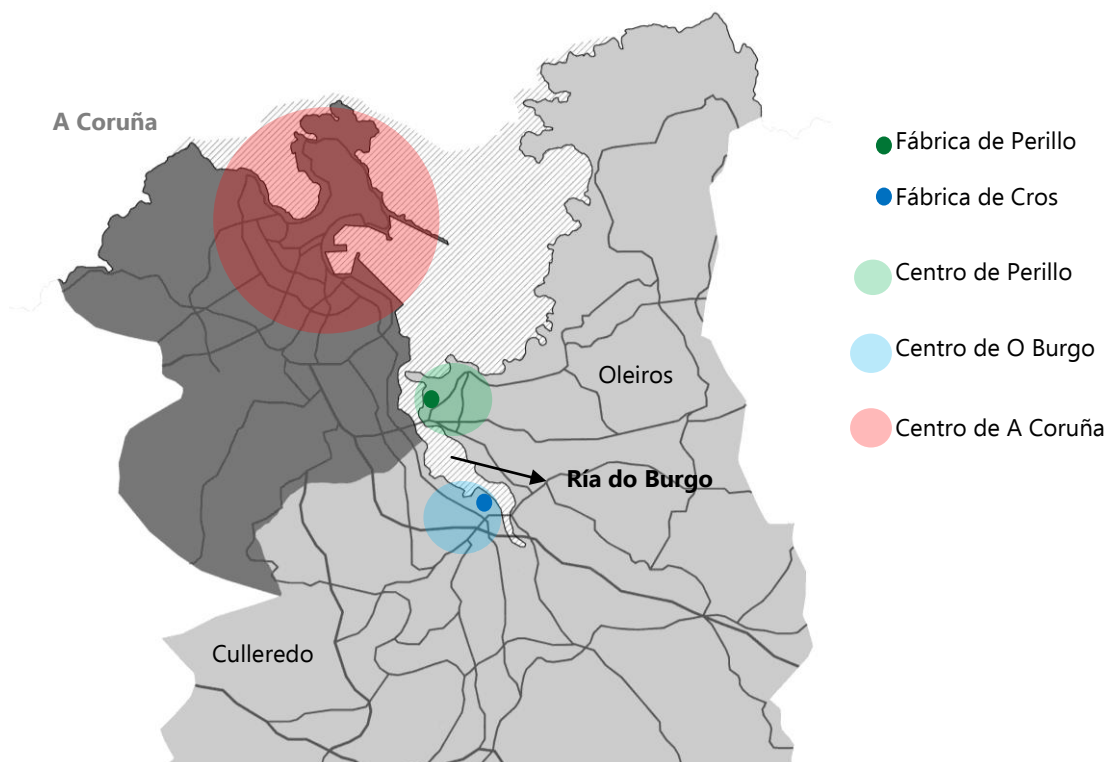 A Coruña
Fábrica de Perillo
Fábrica de Cros
Centro de Perillo
Centro de O Burgo
Oleiros
Centro de A Coruña
Ría do Burgo
Culleredo